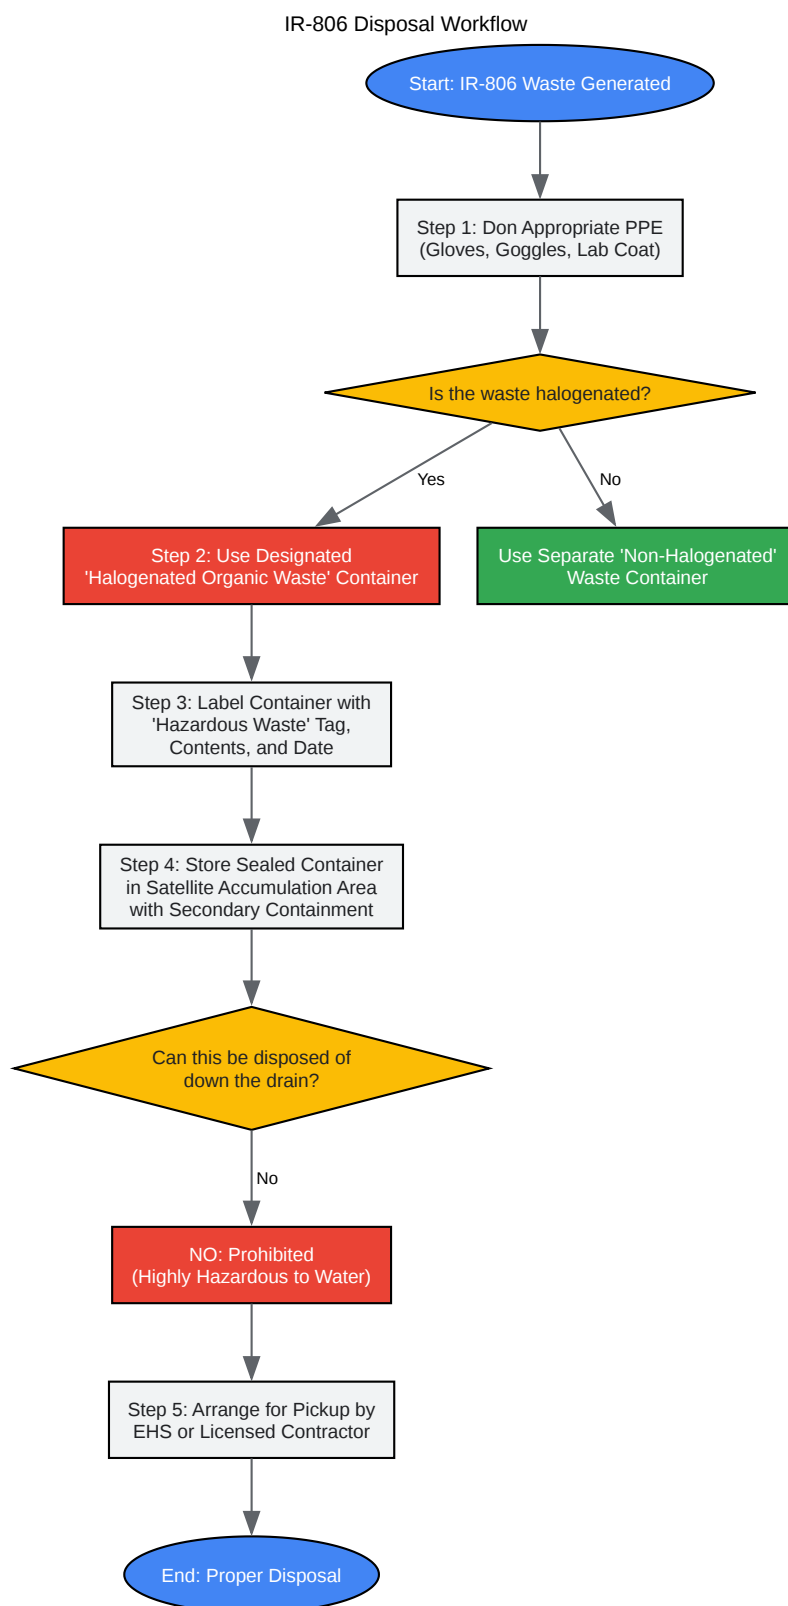 IR-806 Disposal Workflow
Start: IR-806 Waste Generated
Step 1: Don Appropriate PPE
(Gloves, Goggles, Lab Coat)
Is the waste halogenated?
Yes
No
Step 2: Use Designated
'Halogenated Organic Waste' Container
Use Separate 'Non-Halogenated'
Waste Container
Step 3: Label Container with
'Hazardous Waste' Tag,
Contents, and Date
Step 4: Store Sealed Container
in Satellite Accumulation Area
with Secondary Containment
Can this be disposed of
down the drain?
No
NO: Prohibited
(Highly Hazardous to Water)
Step 5: Arrange for Pickup by
EHS or Licensed Contractor
End: Proper Disposal